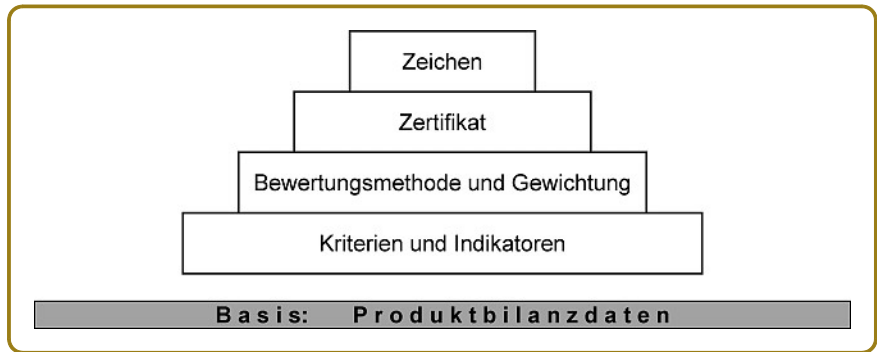 Zeichen
Zertifikat
Bewertungsmethode und Gewichtung
Kriterien und Indikatoren
Basis: Produktbilanzdaten